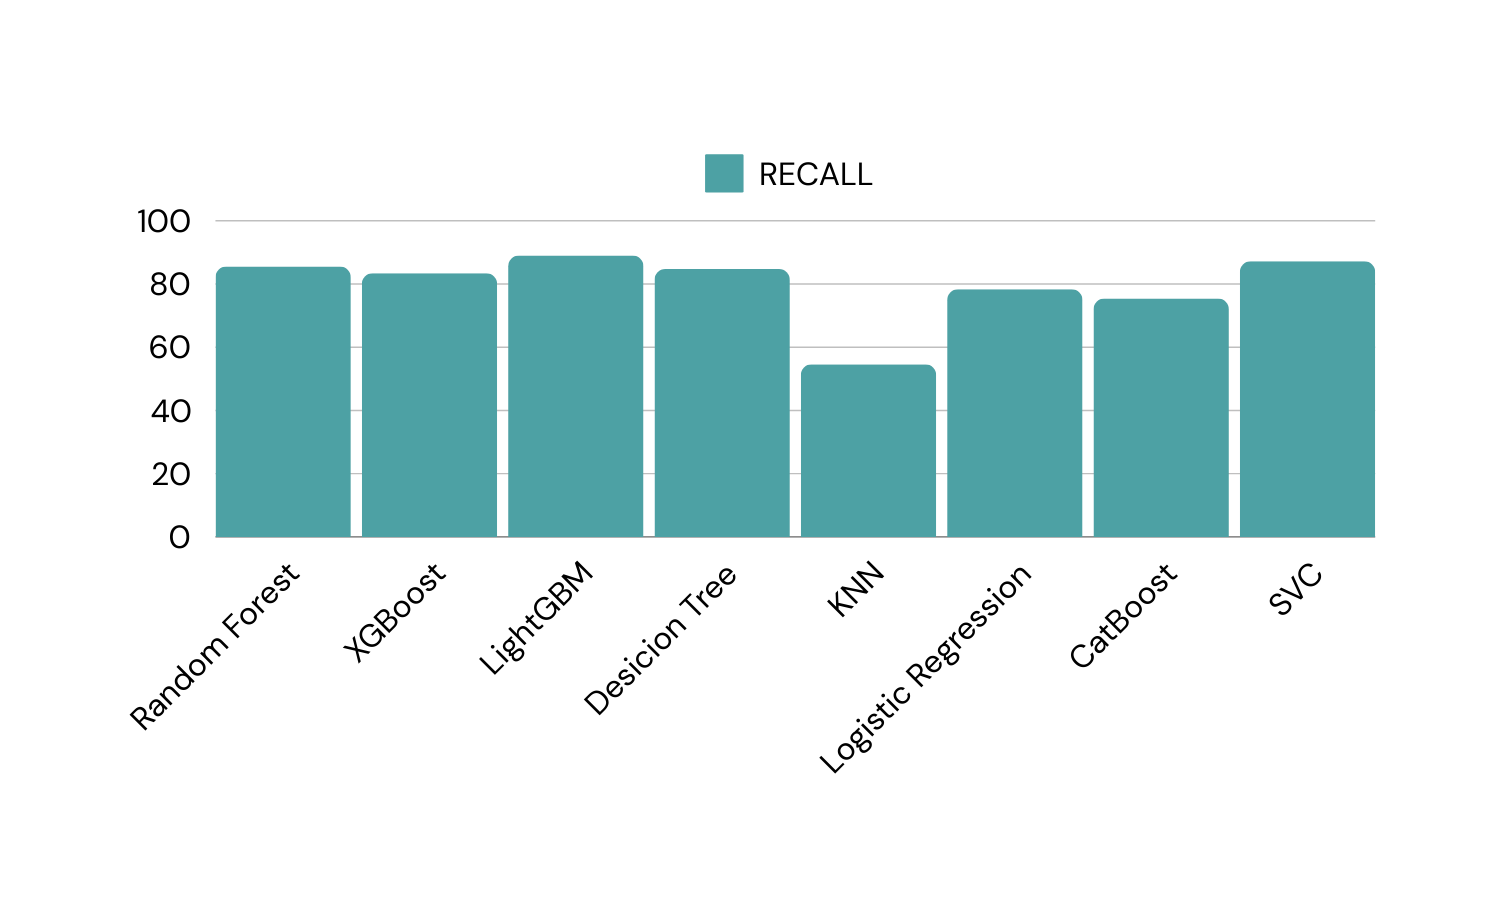 RECALL
100
80
60
40
20
0
Random Forest
XGBoost
LightGBM
Desicion Tree
KNN
Logistic Regression
CatBoost
SVC